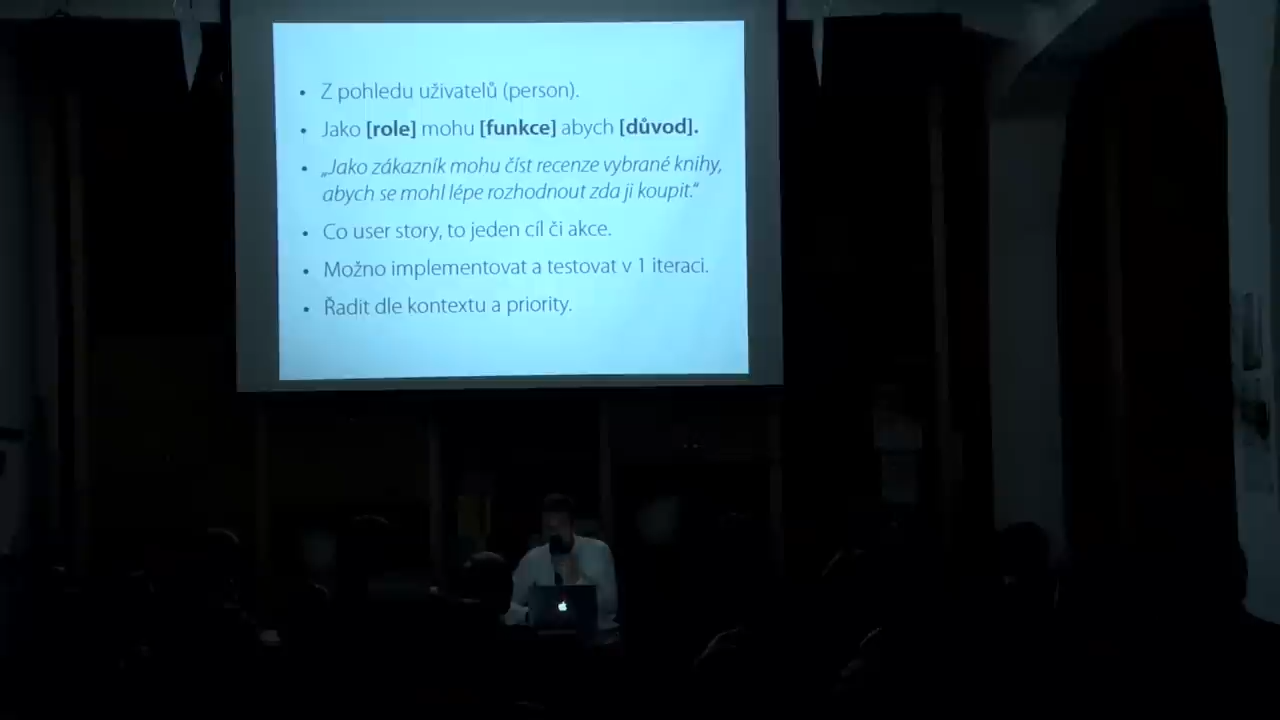 • Z pohledu uživatelů (person).
• Jako [role] mohu [funkce] abych [důvod].
• „Jako zákazník mohu číst recenze vybrané knihy,
abych se mohl lépe rozhodnout zda ji koupit.“
• Co user story, to jeden cíl či akce.
• Možno implementovat a testovat v 1 iteraci.
• Řadit dle kontextu a priority.